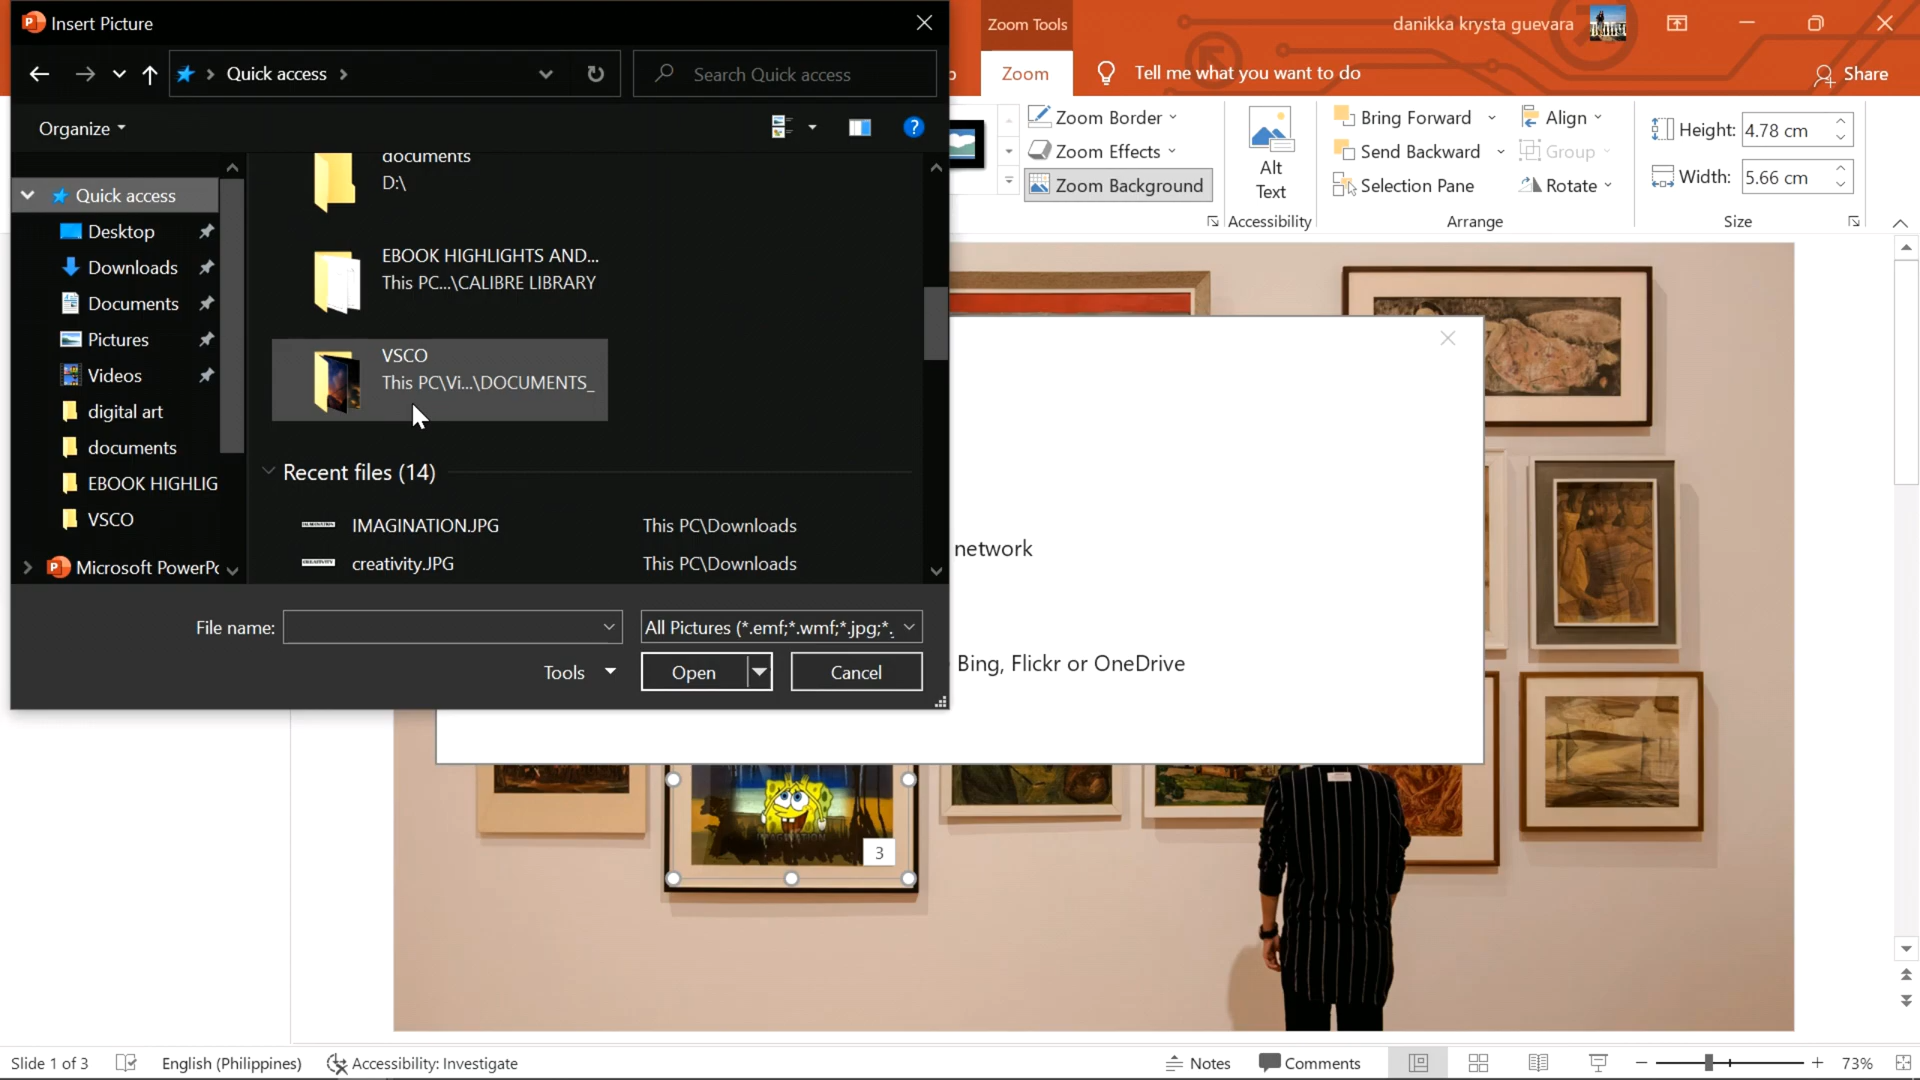 Insert Picture
Zoom Tools
danikka krysta guevara
Quick access
Search Quick access
Zoom
Tell me what you want to do
Share
Organize
Zoom Border
Zoom Effects
Zoom Background
Alt
Text
Accessibility
Bring Forward
Send Backward
Selection Pane
Align
Group
Rotate
Arrange
Height: 4.78 cm
Width: 5.66 cm
Size
Quick access
Desktop
Downloads
Documents
Pictures
Videos
digital art
documents
EBOOK HIGHLIG
VSCO
Microsoft PowerPo
documents
D:\
EBOOK HIGHLIGHTS AND...
This PC...\CALIBRE LIBRARY
VSCO
This PC\Vi...\DOCUMENTS_
Recent files (14)
IMAGINATION.JPG This PC\Downloads
creativity.JPG This PC\Downloads
File name:
All Pictures (*.emf;*.wmf;*.jpg;*.
Tools
Open
Cancel
network
Bing, Flickr or OneDrive
IMAGINATION
3
Slide 1 of 3
English (Philippines)
Accessibility: Investigate
Notes
Comments
73%